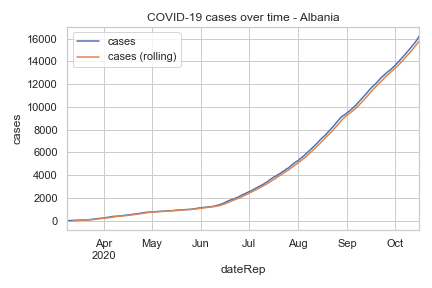 COVID-19 cases over time - Albania
cases
cases (rolling)
16000
14000
12000
10000
8000
6000
4000
2000
0
cases
Apr May Jun Jul Aug Sep Oct
2020
dateRep